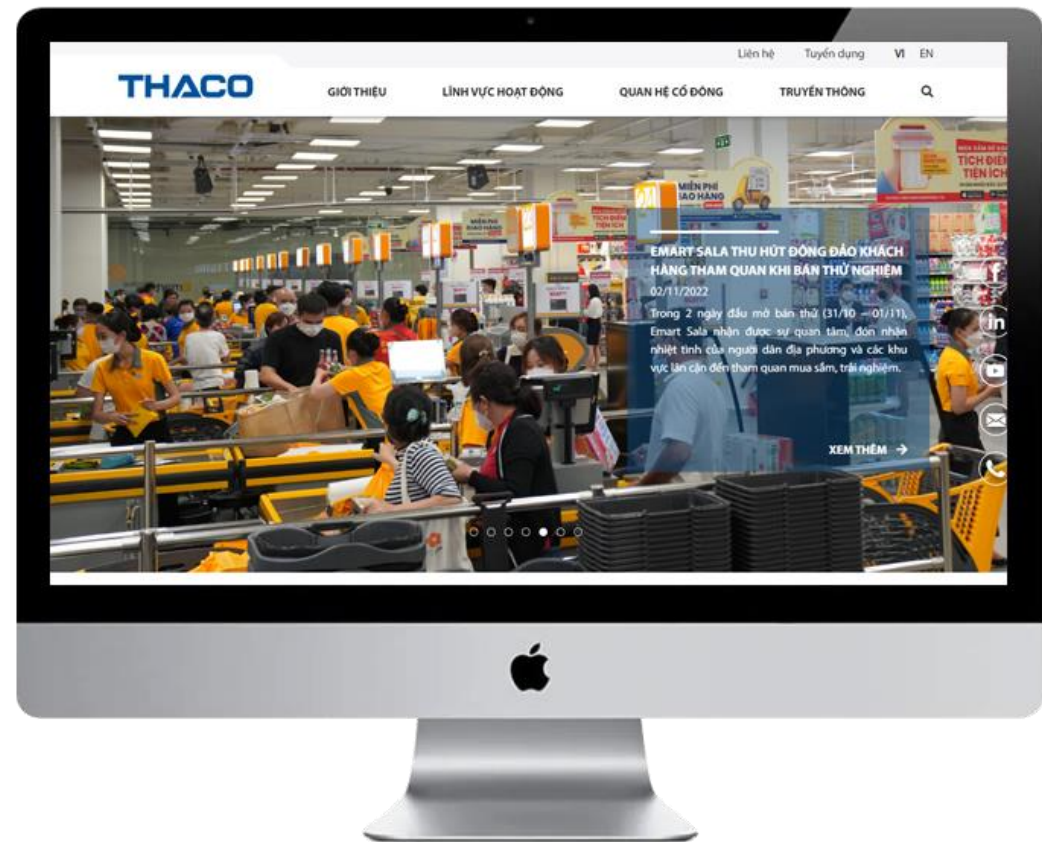 Liên hệ Tuyển dụng VI EN
THACO
GIỚI THIỆU LĨNH VỰC HOẠT ĐỘNG QUAN HỆ CỔ ĐÔNG TRUYỀN THÔNG
MIỄN PHÍ
GIAO HÀNG
TÍCH ĐIỂM
TIỆN ÍCH
EMART SALA THU HÚT ĐÔNG ĐẢO KHÁCH
HÀNG THAM QUAN KHI BÁN THỬ NGHIỆM
02/11/2022
Trong 2 ngày đầu mở bán thử (31/10 – 01/11),
Emart Sala nhận được sự quan tâm, đón nhận
nhiệt tình của người dân địa phương và các khu
vực lân cận đến tham quan mua sắm, trải nghiệm.
XEM THÊM